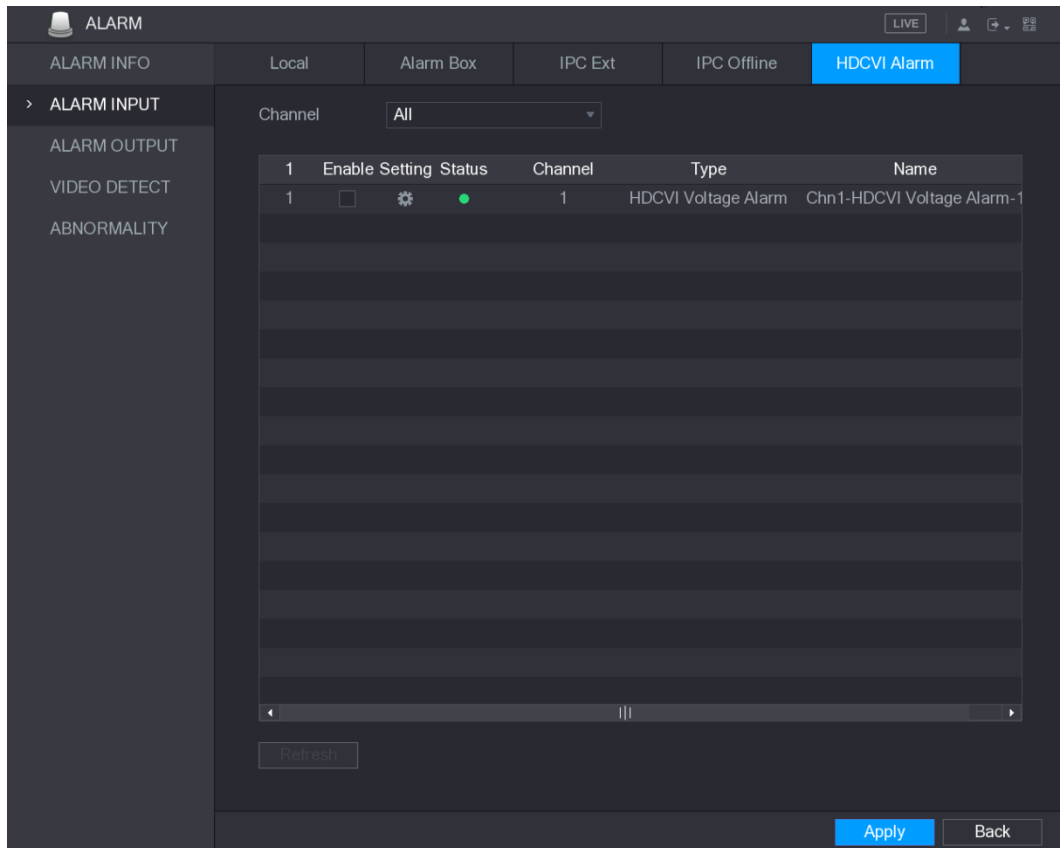 ALARM
LIVE
ALARM INFO
ALARM INPUT
ALARM OUTPUT
VIDEO DETECT
ABNORMALITY
Local Alarm Box IPC Ext IPC Offline HDCVI Alarm
Channel All
1 Enable Setting Status Channel Type Name
1 1 HDCVI Voltage Alarm Chn1-HDCVI Voltage Alarm-1
Refresh
Apply Back